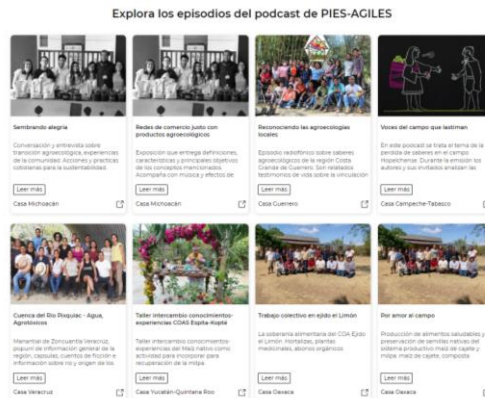 Explora los episodios del podcast de PIES-AGILES
Sembrando alegría
Conversación y entrevista sobre
transición agroecológica, experiencias
de la comunidad. Acciones y prácticas
cotidianas para la sustentabilidad.
Leer más
Casa Michoacán
Redes de comercio justo con
productos agroecológicos
Exposición que entrega definiciones,
características y principales objetivos
de los conceptos mencionados.
Acompaña con música y efectos de
Leer más
Casa Michoacán
Reconociendo las agroecologías
locales
Episodio radiofónico sobre saberes
agroecológicos de la región Costa
Grande de Guerrero. Son relatados
testimonios de vida sobre la vinculación
Leer más
Casa Guerrero
Voces del campo que lastiman
En este podcast se trata el tema de la
perdida de saberes en el campo
Hopelchense. Durante la emisión los
autores y sus invitados analizan las
Leer más
Casa Campeche-Tabasco
Cuenca del Río Pixquiac - Agua,
Agrotóxicos
Manantial de Zoncuantla Veracruz,
popurrí de información general de la
región, cápsulas, cuentos de ficción e
información sobre río y origen de los
Leer más
Casa Veracruz
Taller intercambio conocimientos-
experiencias COAS Espita-Kopté
Taller intercambio conocimientos-
experiencias del Maíz nativo como
actividad para incorporar para
recuperación de la milpa
Leer más
Casa Yucatán-Quintana Roo
Trabajo colectivo en ejido el Limón
La soberanía alimentaria del COA Ejido
el Limón. Hortalizas, plantas
medicinales, abonos orgánicos
Leer más
Casa Oaxaca
Por amor al campo
Producción de alimentos saludables y
preservación de semillas nativas del
sistema productivo maíz de cajete y
milpa. maíz de cajete, composta
Leer más
Casa Oaxaca